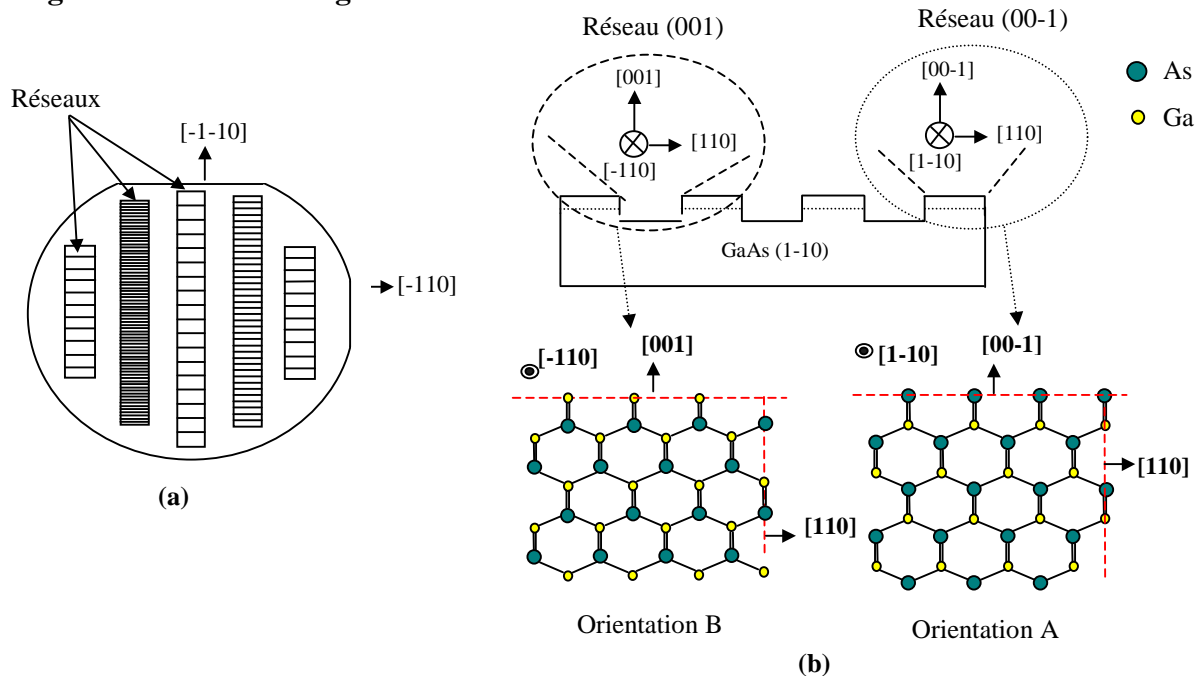 Réseau (001)
Réseau (00-1)
[001]
[110]
[-110]
[00-1]
[110]
[1-10]
As
Ga
Réseaux
[-1-10]
[-110]
(a)
GaAs (1-10)
[-110]
[001]
[110]
Orientation B
[1-10]
[00-1]
[110]
Orientation A
(b)